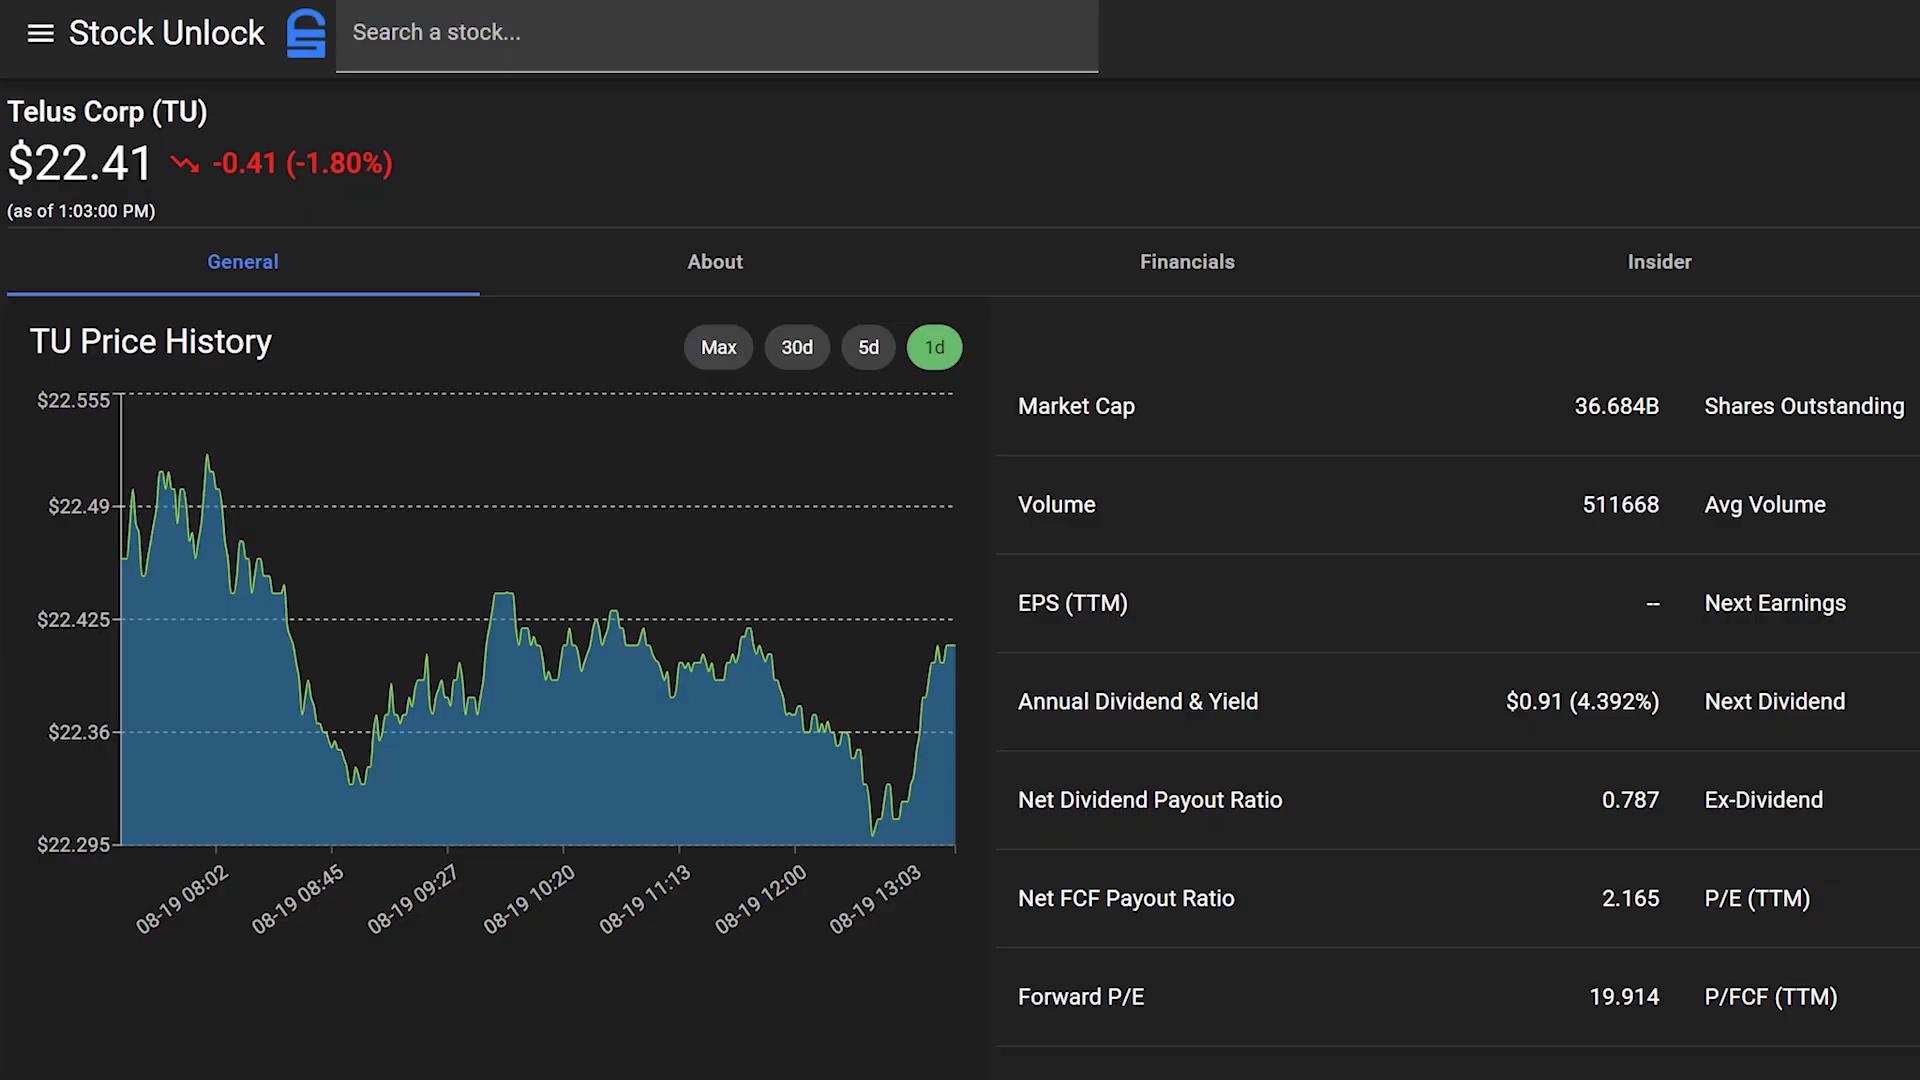 Stock Unlock
Search a stock...
Telus Corp (TU)
$22.41 -0.41 (-1.80%)
(as of 1:03:00 PM)
General About Financials Insider
TU Price History
Max 30d 5d 1d
$22.555
$22.49
$22.425
$22.36
$22.295
08-19 08:02 08-19 08:45 08-19 09:27 08-19 10:20 08-19 11:13 08-19 12:00 08-19 13:03
Market Cap 36.684B Shares Outstanding
Volume 511668 Avg Volume
EPS (TTM) -- Next Earnings
Annual Dividend & Yield $0.91 (4.392%) Next Dividend
Net Dividend Payout Ratio 0.787 Ex-Dividend
Net FCF Payout Ratio 2.165 P/E (TTM)
Forward P/E 19.914 P/FCF (TTM)